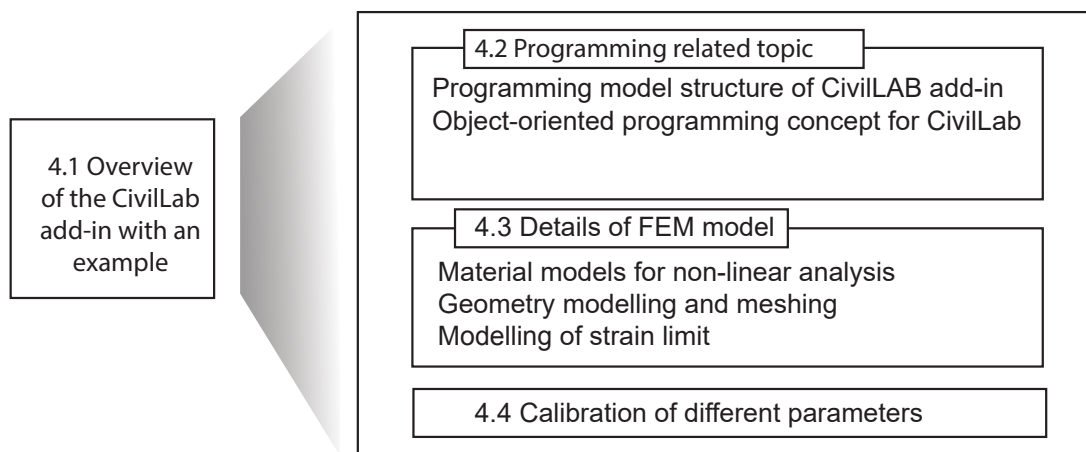 4.1 Overview
of the CivilLab
add-in with an
example
4.2 Programming related topic
Programming model structure of CivilLAB add-in
Object-oriented programming concept for CivilLab
4.3 Details of FEM model
Material models for non-linear analysis
Geometry modelling and meshing
Modelling of strain limit
4.4 Calibration of different parameters